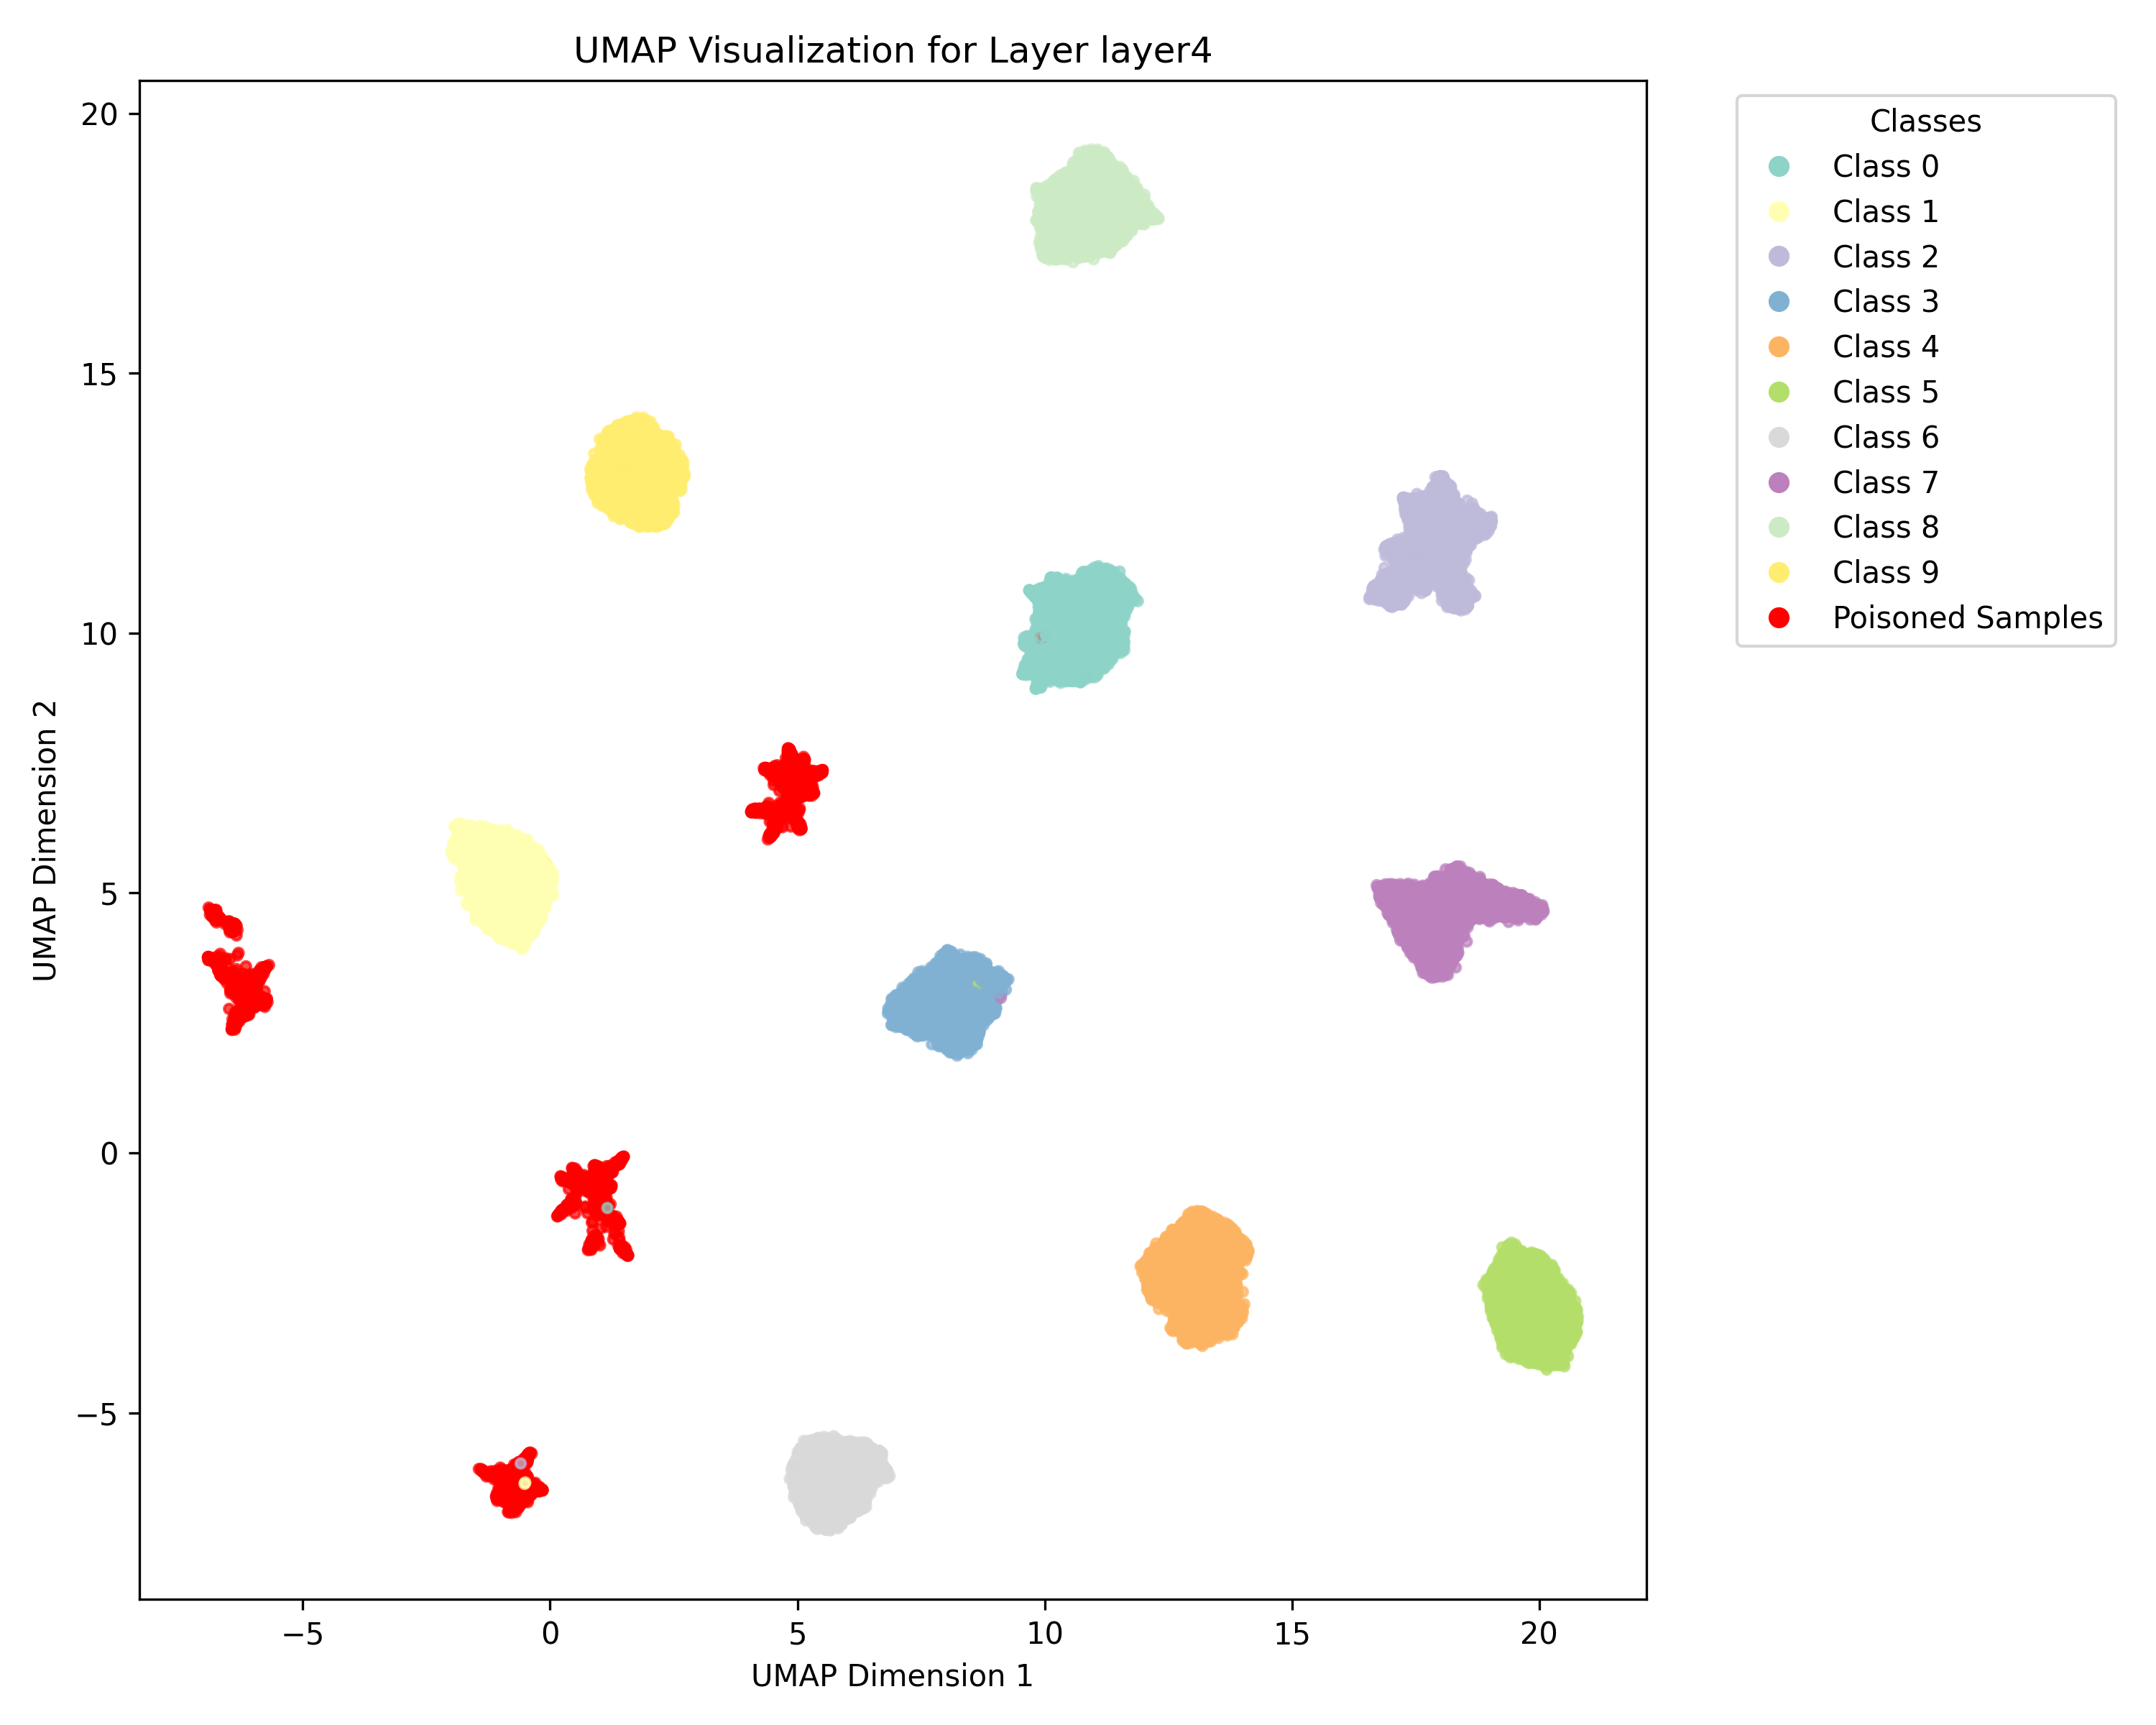 UMAP Visualization for Layer layer4
20
15
10
5
0
−5
UMAP Dimension 2
−5
0
5
10
15
20
UMAP Dimension 1
Classes
Class 0
Class 1
Class 2
Class 3
Class 4
Class 5
Class 6
Class 7
Class 8
Class 9
Poisoned Samples